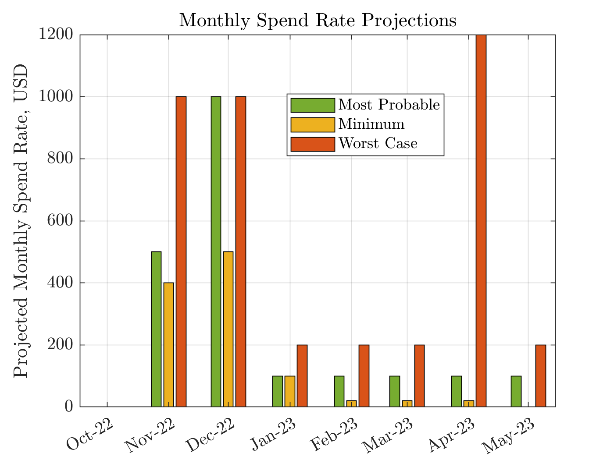 Monthly Spend Rate Projections
Projected Monthly Spend Rate, USD
1200
1000
800
600
400
200
0
Most Probable
Minimum
Worst Case
Oct-22
Nov-22
Dec-22
Jan-23
Feb-23
Mar-23
Apr-23
May-23